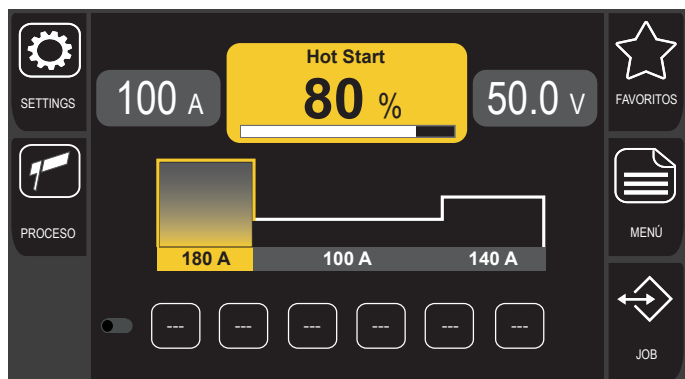 SETTINGS
PROCESO
100 A
Hot Start
80 %
50.0 V
180 A
100 A
140 A
---
---
---
---
---
---
FAVORITOS
MENÚ
JOB